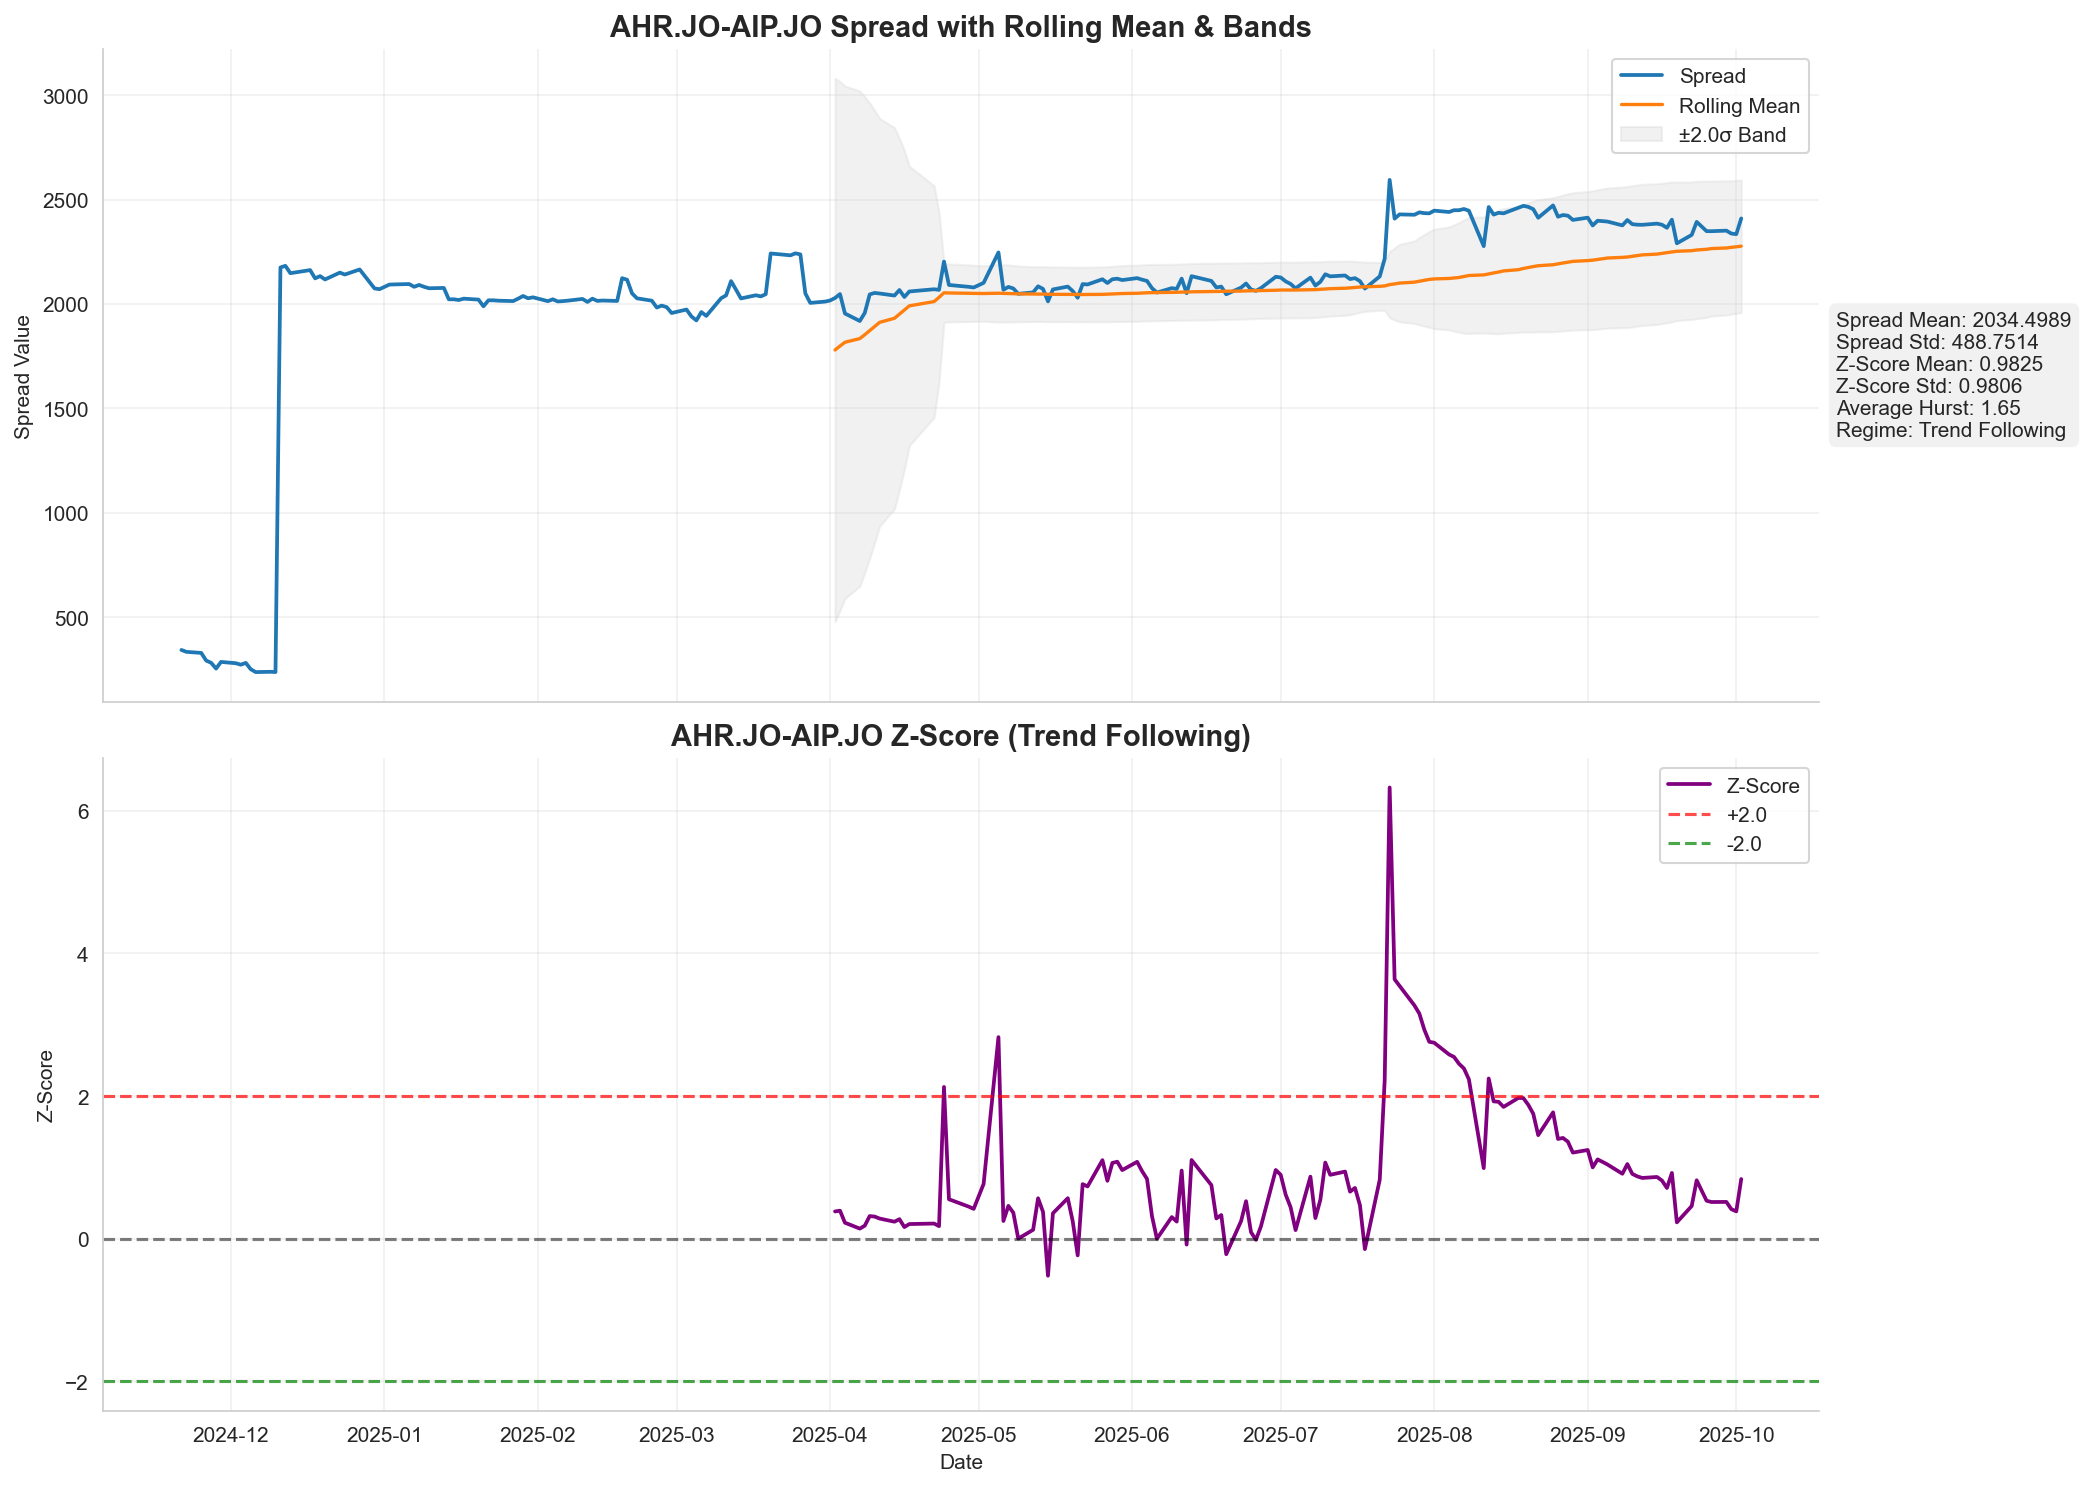 AHR.JO-AIP.JO Spread with Rolling Mean & Bands
Spread
Rolling Mean
±2.0σ Band
3000
2500
2000
1500
1000
500
Spread Value
Spread Mean: 2034.4989
Spread Std: 488.7514
Z-Score Mean: 0.9825
Z-Score Std: 0.9806
Average Hurst: 1.65
Regime: Trend Following
AHR.JO-AIP.JO Z-Score (Trend Following)
Z-Score
+2.0
-2.0
6
4
2
0
−2
Z-Score
2024-12
2025-01
2025-02
2025-03
2025-04
2025-05
2025-06
2025-07
2025-08
2025-09
2025-10
Date